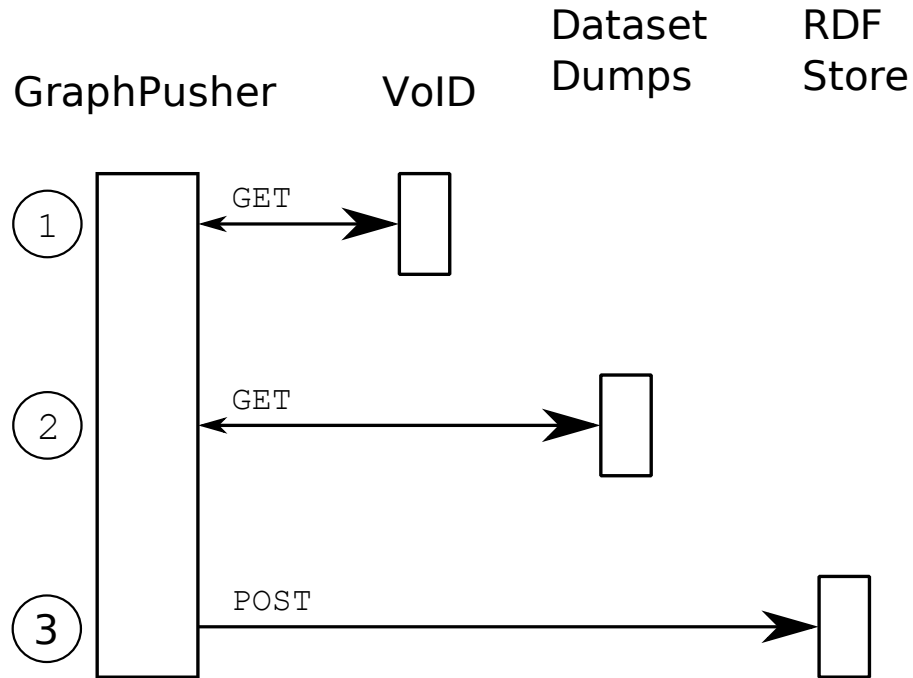 Dataset
Dumps
RDF
Store
GraphPusher
VoID
1
GET
2
GET
3
POST